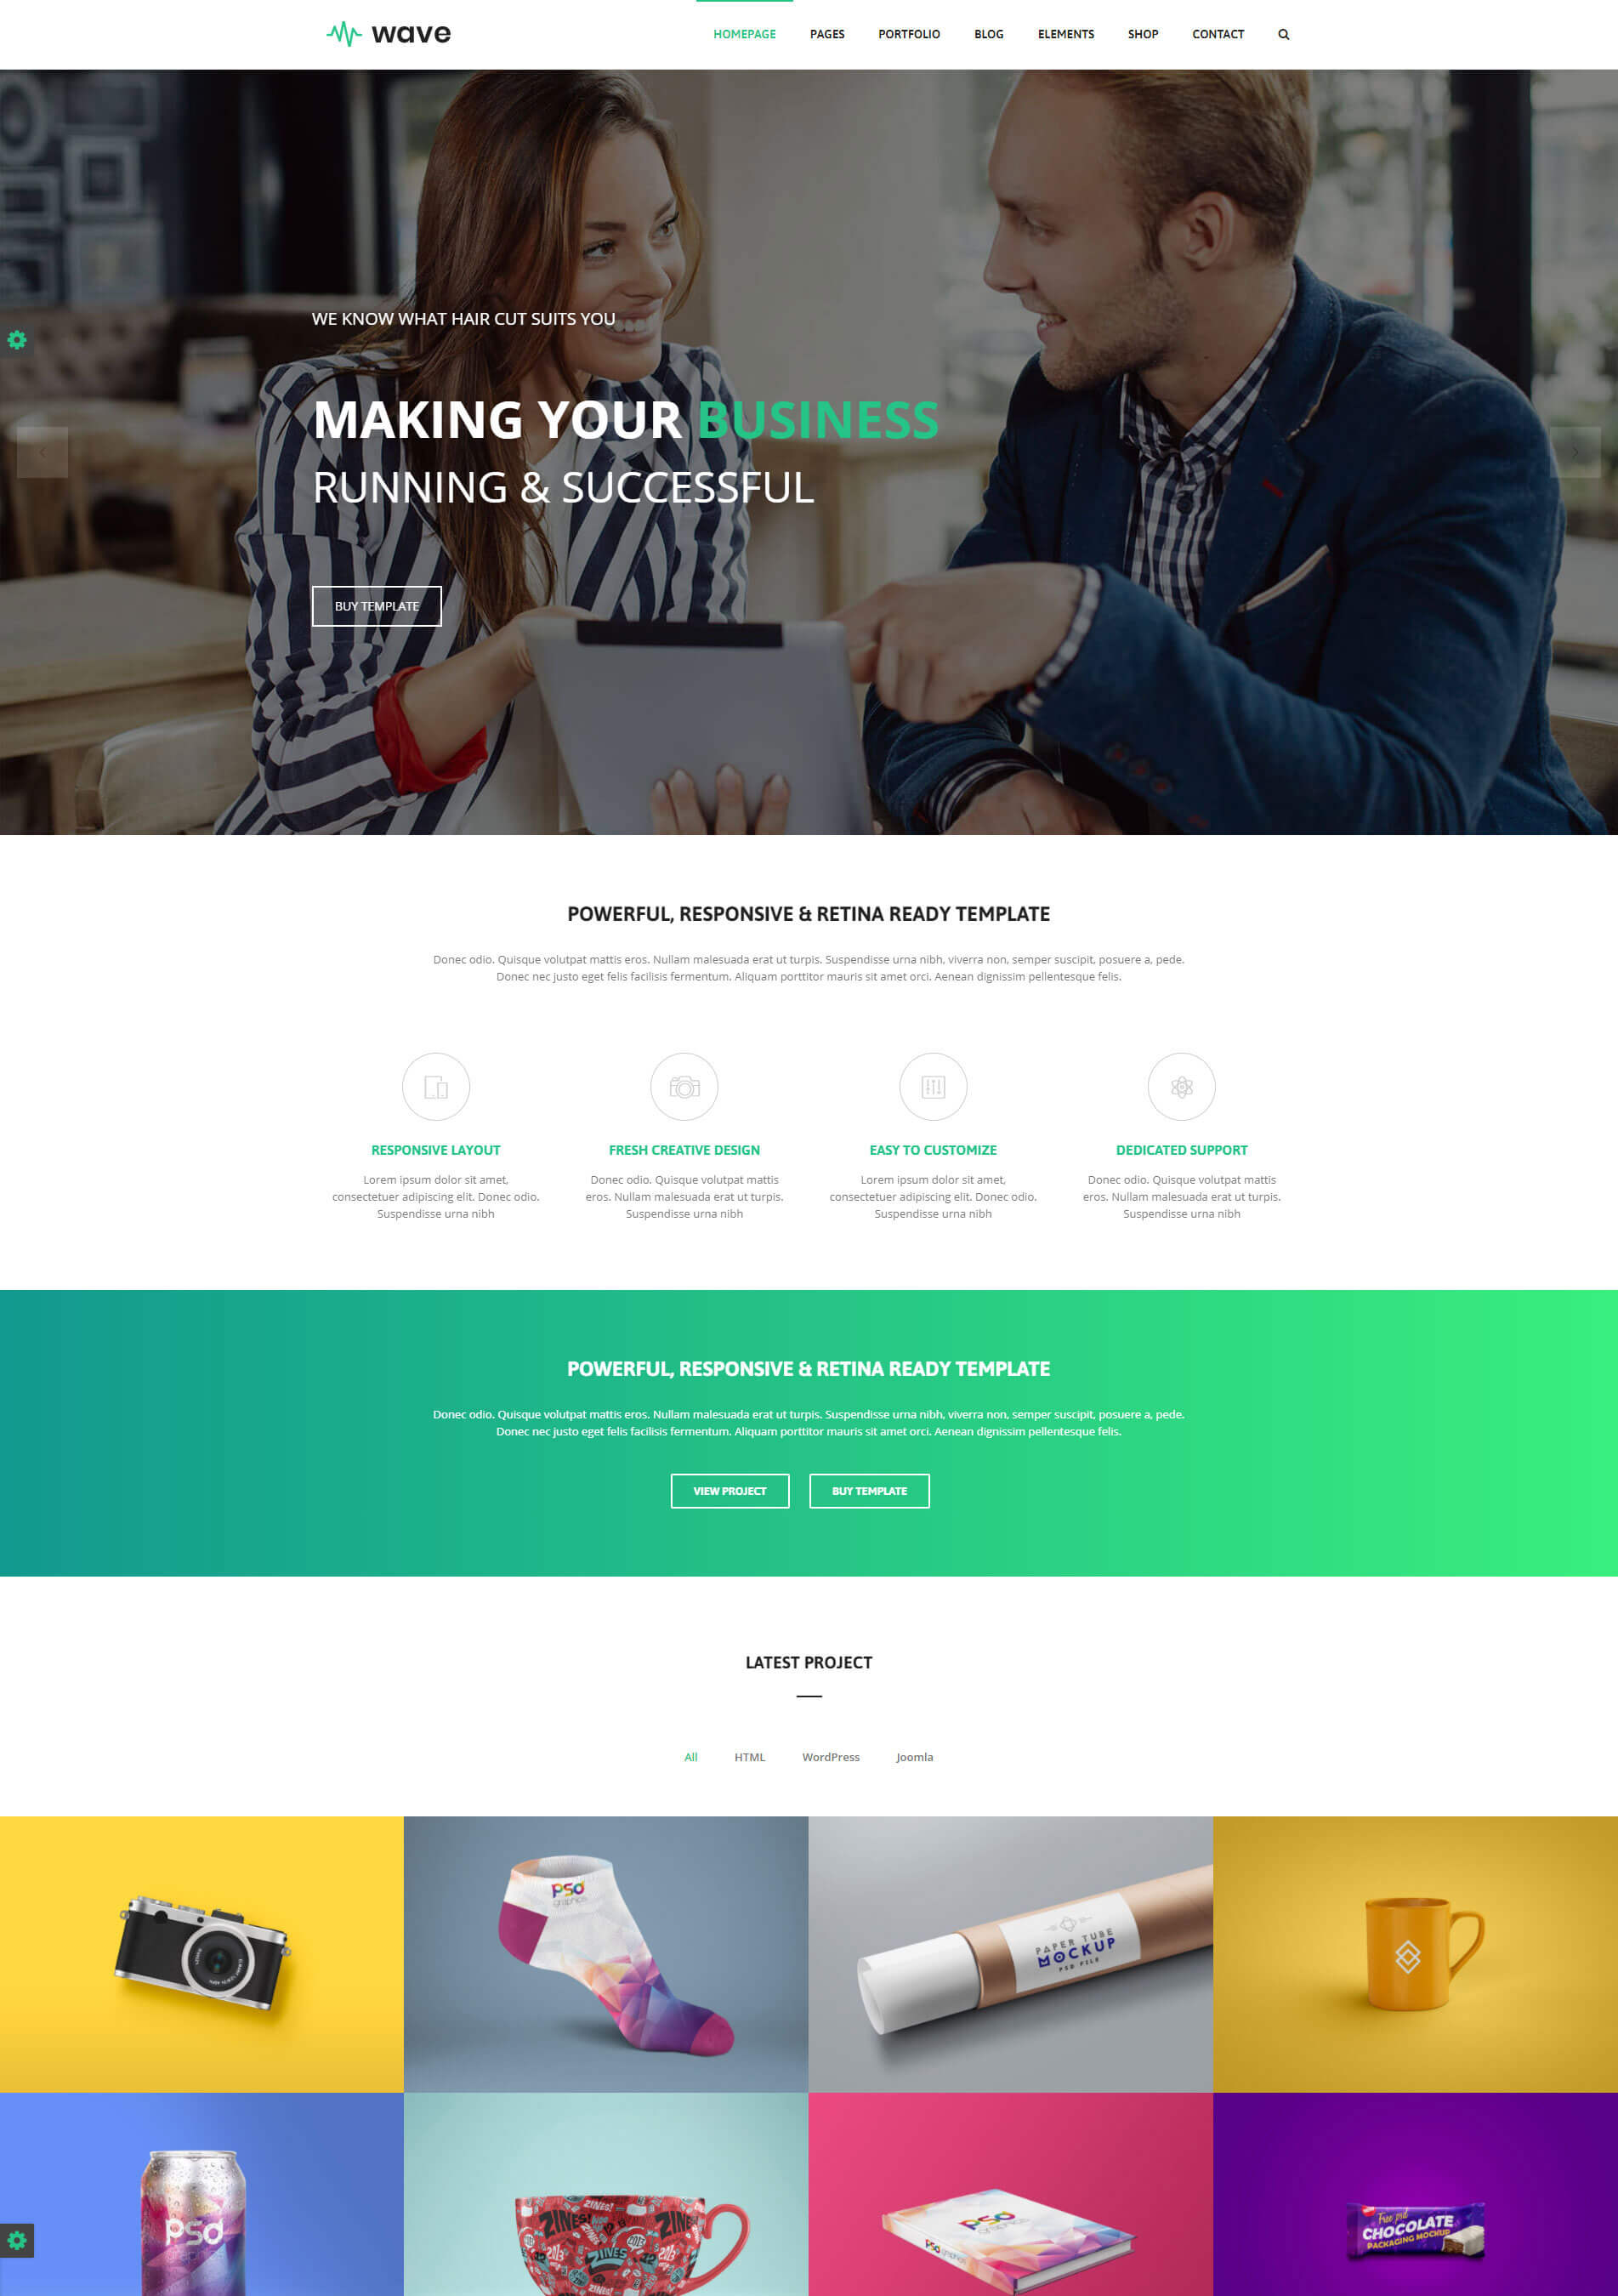 wave
HOMEPAGE PAGES PORTFOLIO BLOG ELEMENTS SHOP CONTACT
WE KNOW WHAT HAIR CUT SUITS YOU
MAKING YOUR BUSINESS
RUNNING & SUCCESSFUL
BUY TEMPLATE
POWERFUL, RESPONSIVE & RETINA READY TEMPLATE
Donec odio. Quisque volutpat mattis eros. Nullam malesuada erat ut turpis. Suspendisse urna nibh, viverra non, semper suscipit, posuere a, pede.
Donec nec justo eget felis facilisis fermentum. Aliquam porttitor mauris sit amet orci. Aenean dignissim pellentesque felis.
RESPONSIVE LAYOUT
Lorem ipsum dolor sit amet,
consectetuer adipiscing elit. Donec odio.
Suspendisse urna nibh
FRESH CREATIVE DESIGN
Donec odio. Quisque volutpat mattis
eros. Nullam malesuada erat ut turpis.
Suspendisse urna nibh
EASY TO CUSTOMIZE
Lorem ipsum dolor sit amet,
consectetuer adipiscing elit. Donec odio.
Suspendisse urna nibh
DEDICATED SUPPORT
Donec odio. Quisque volutpat mattis
eros. Nullam malesuada erat ut turpis.
Suspendisse urna nibh
POWERFUL, RESPONSIVE & RETINA READY TEMPLATE
Donec odio. Quisque volutpat mattis eros. Nullam malesuada erat ut turpis. Suspendisse urna nibh, viverra non, semper suscipit, posuere a, pede.
Donec nec justo eget felis facilisis fermentum. Aliquam porttitor mauris sit amet orci. Aenean dignissim pellentesque felis.
VIEW PROJECT BUY TEMPLATE
LATEST PROJECT
All HTML WordPress Joomla
psd
graphics
PAPER TUBE
MOCKUP
PSD FILE
psd
graphics
ZINES!
ZINES
2013
psd
graphics
psd graphics
Free psd
CHOCOLATE
PACKAGING MOCKUP